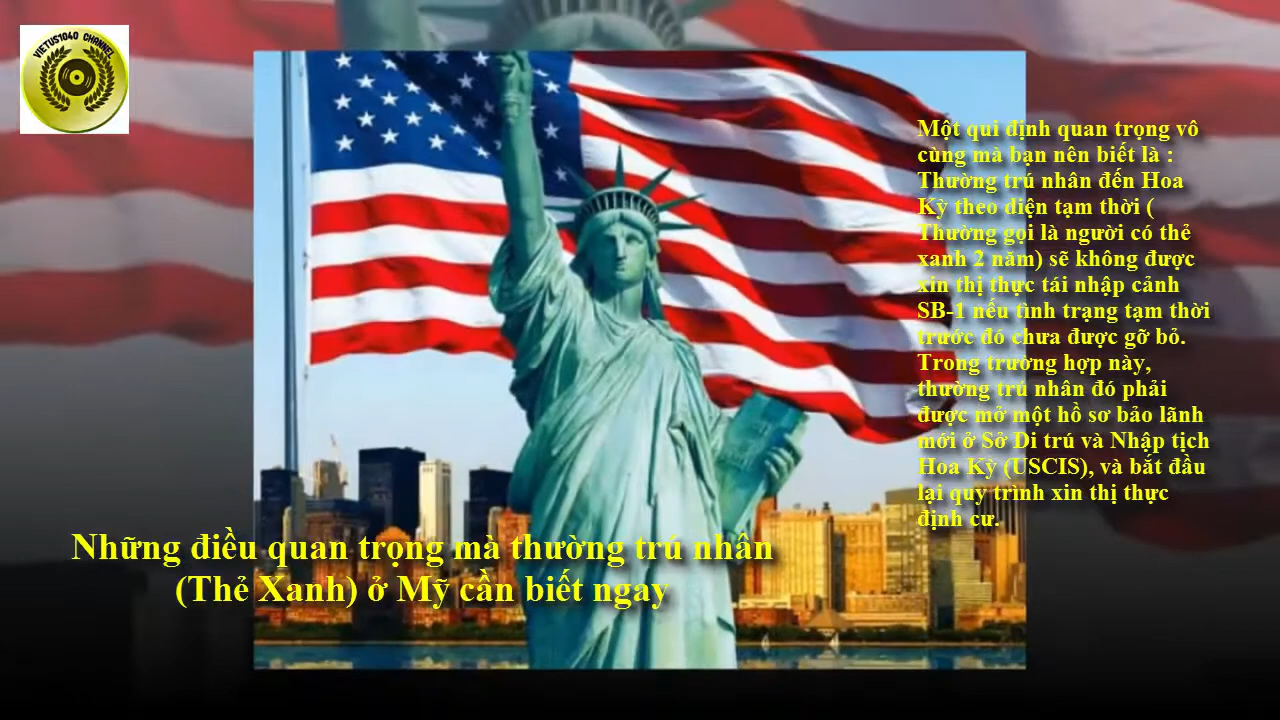 VIETUS1040 CHANNEL
Một qui định quan trọng vô
cùng mà bạn nên biết là :
Thường trú nhân đến Hoa
Kỳ theo diện tạm thời (
Thường gọi là người có thẻ
xanh 2 năm) sẽ không được
xin thị thực tái nhập cảnh
SB-1 nếu tình trạng tạm thời
trước đó chưa được gỡ bỏ.
Trong trường hợp này,
thường trú nhân đó phải
được mở một hồ sơ bảo lãnh
mới ở Sở Di trú và Nhập tịch
Hoa Kỳ (USCIS), và bắt đầu
lại quy trình xin thị thực
định cư.
Những điều quan trọng mà thường trú nhân
(Thẻ Xanh) ở Mỹ cần biết ngay